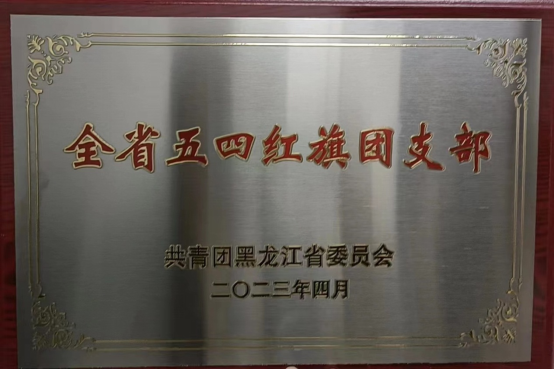 全省五四红旗团支部
共青团黑龙江省委员会
二〇二三年四月